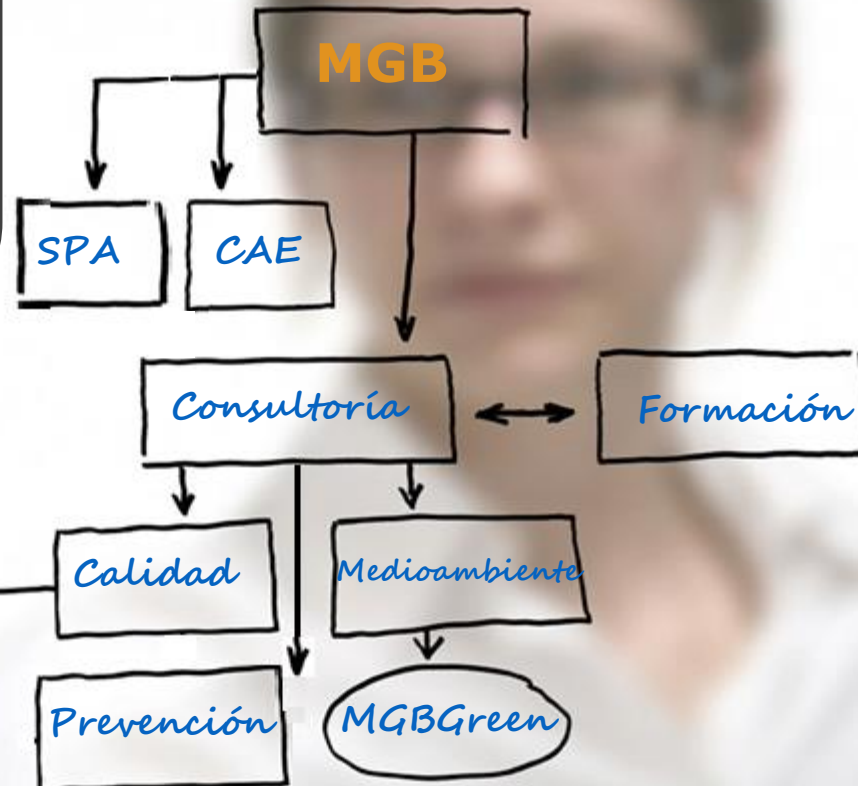 MGB
SPA
CAE
Consultoría
Formación
Calidad
Medioambiente
Prevención
MGBGreen